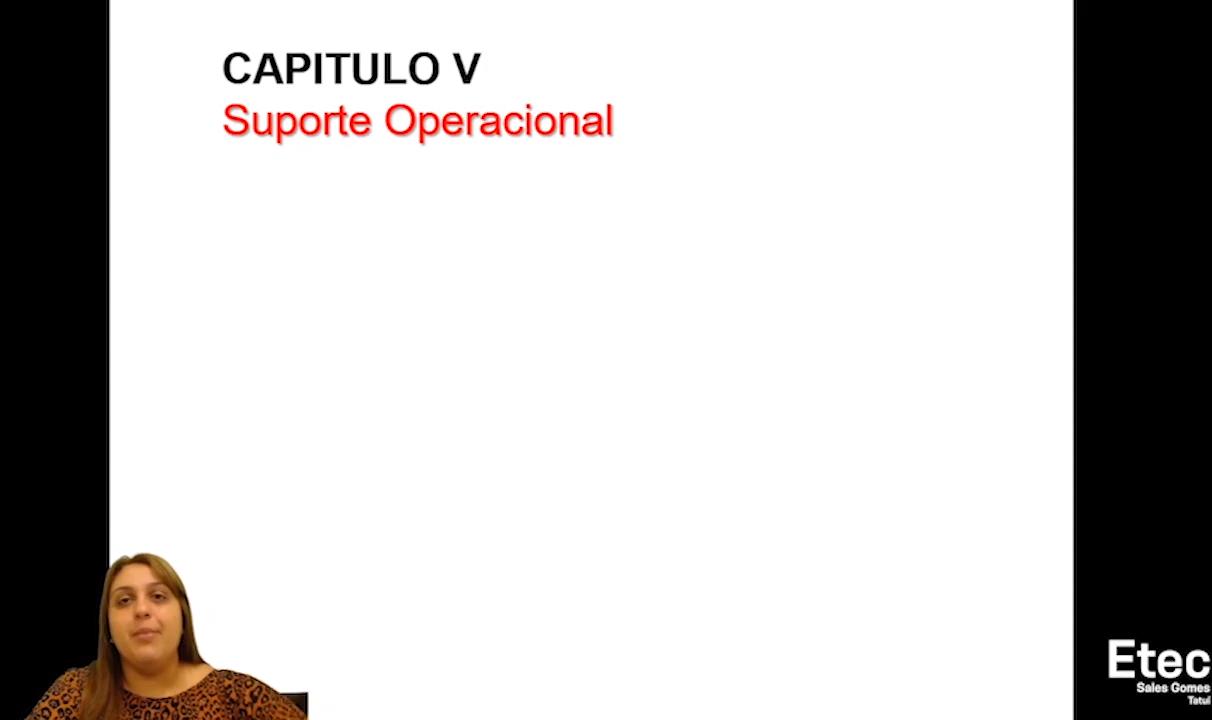 CAPITULO V
Suporte Operacional
Etec
Sales Gomes
Tatuí